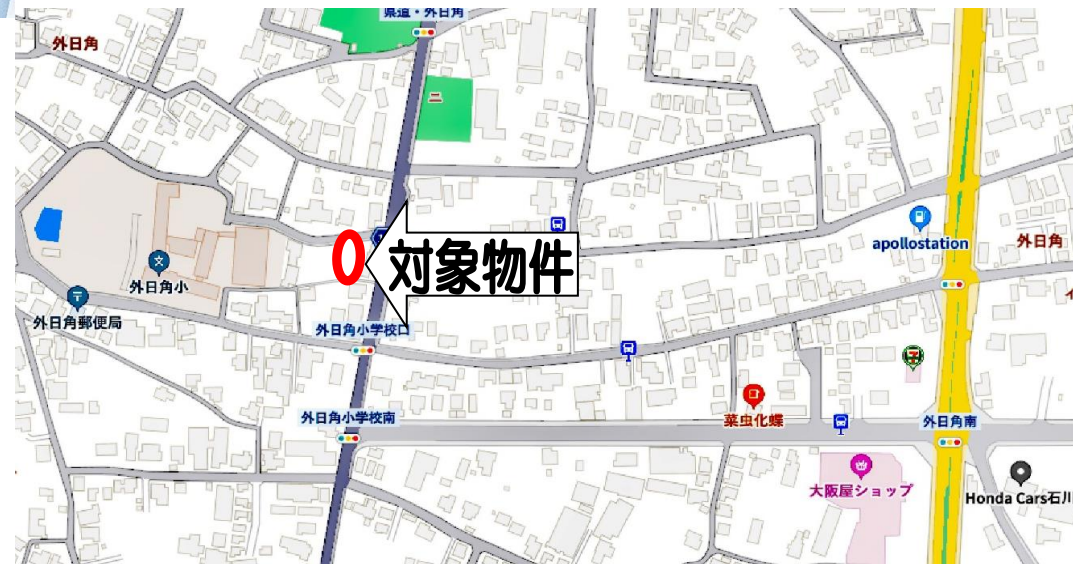 県道・外日角
外日角
apollostation
外日角
対象物件
外日角小
外日角郵便局
外日角小学校口
菜虫化蝶
外日角小学校南
外日角南
大阪屋ショップ
Honda Cars石川